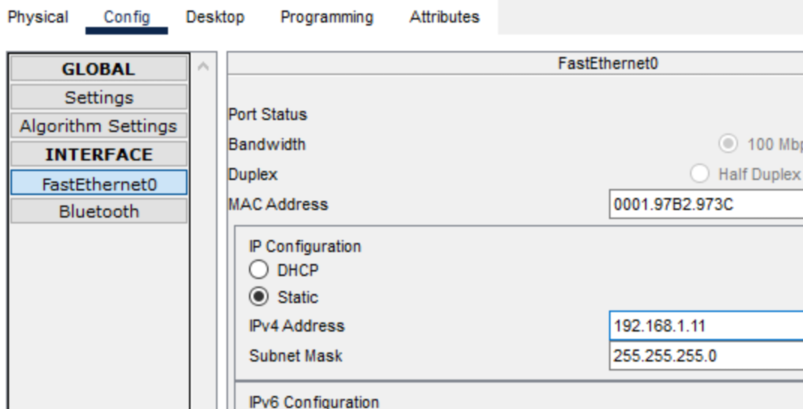 Physical Config Desktop Programming Attributes
GLOBAL
Settings
Algorithm Settings
INTERFACE
FastEthernet0
Bluetooth
FastEthernet0
Port Status
Bandwidth 100 Mbp
Duplex Half Duplex
MAC Address 0001.97B2.973C
IP Configuration
DHCP
Static
IPv4 Address 192.168.1.11
Subnet Mask 255.255.255.0
IPv6 Configuration